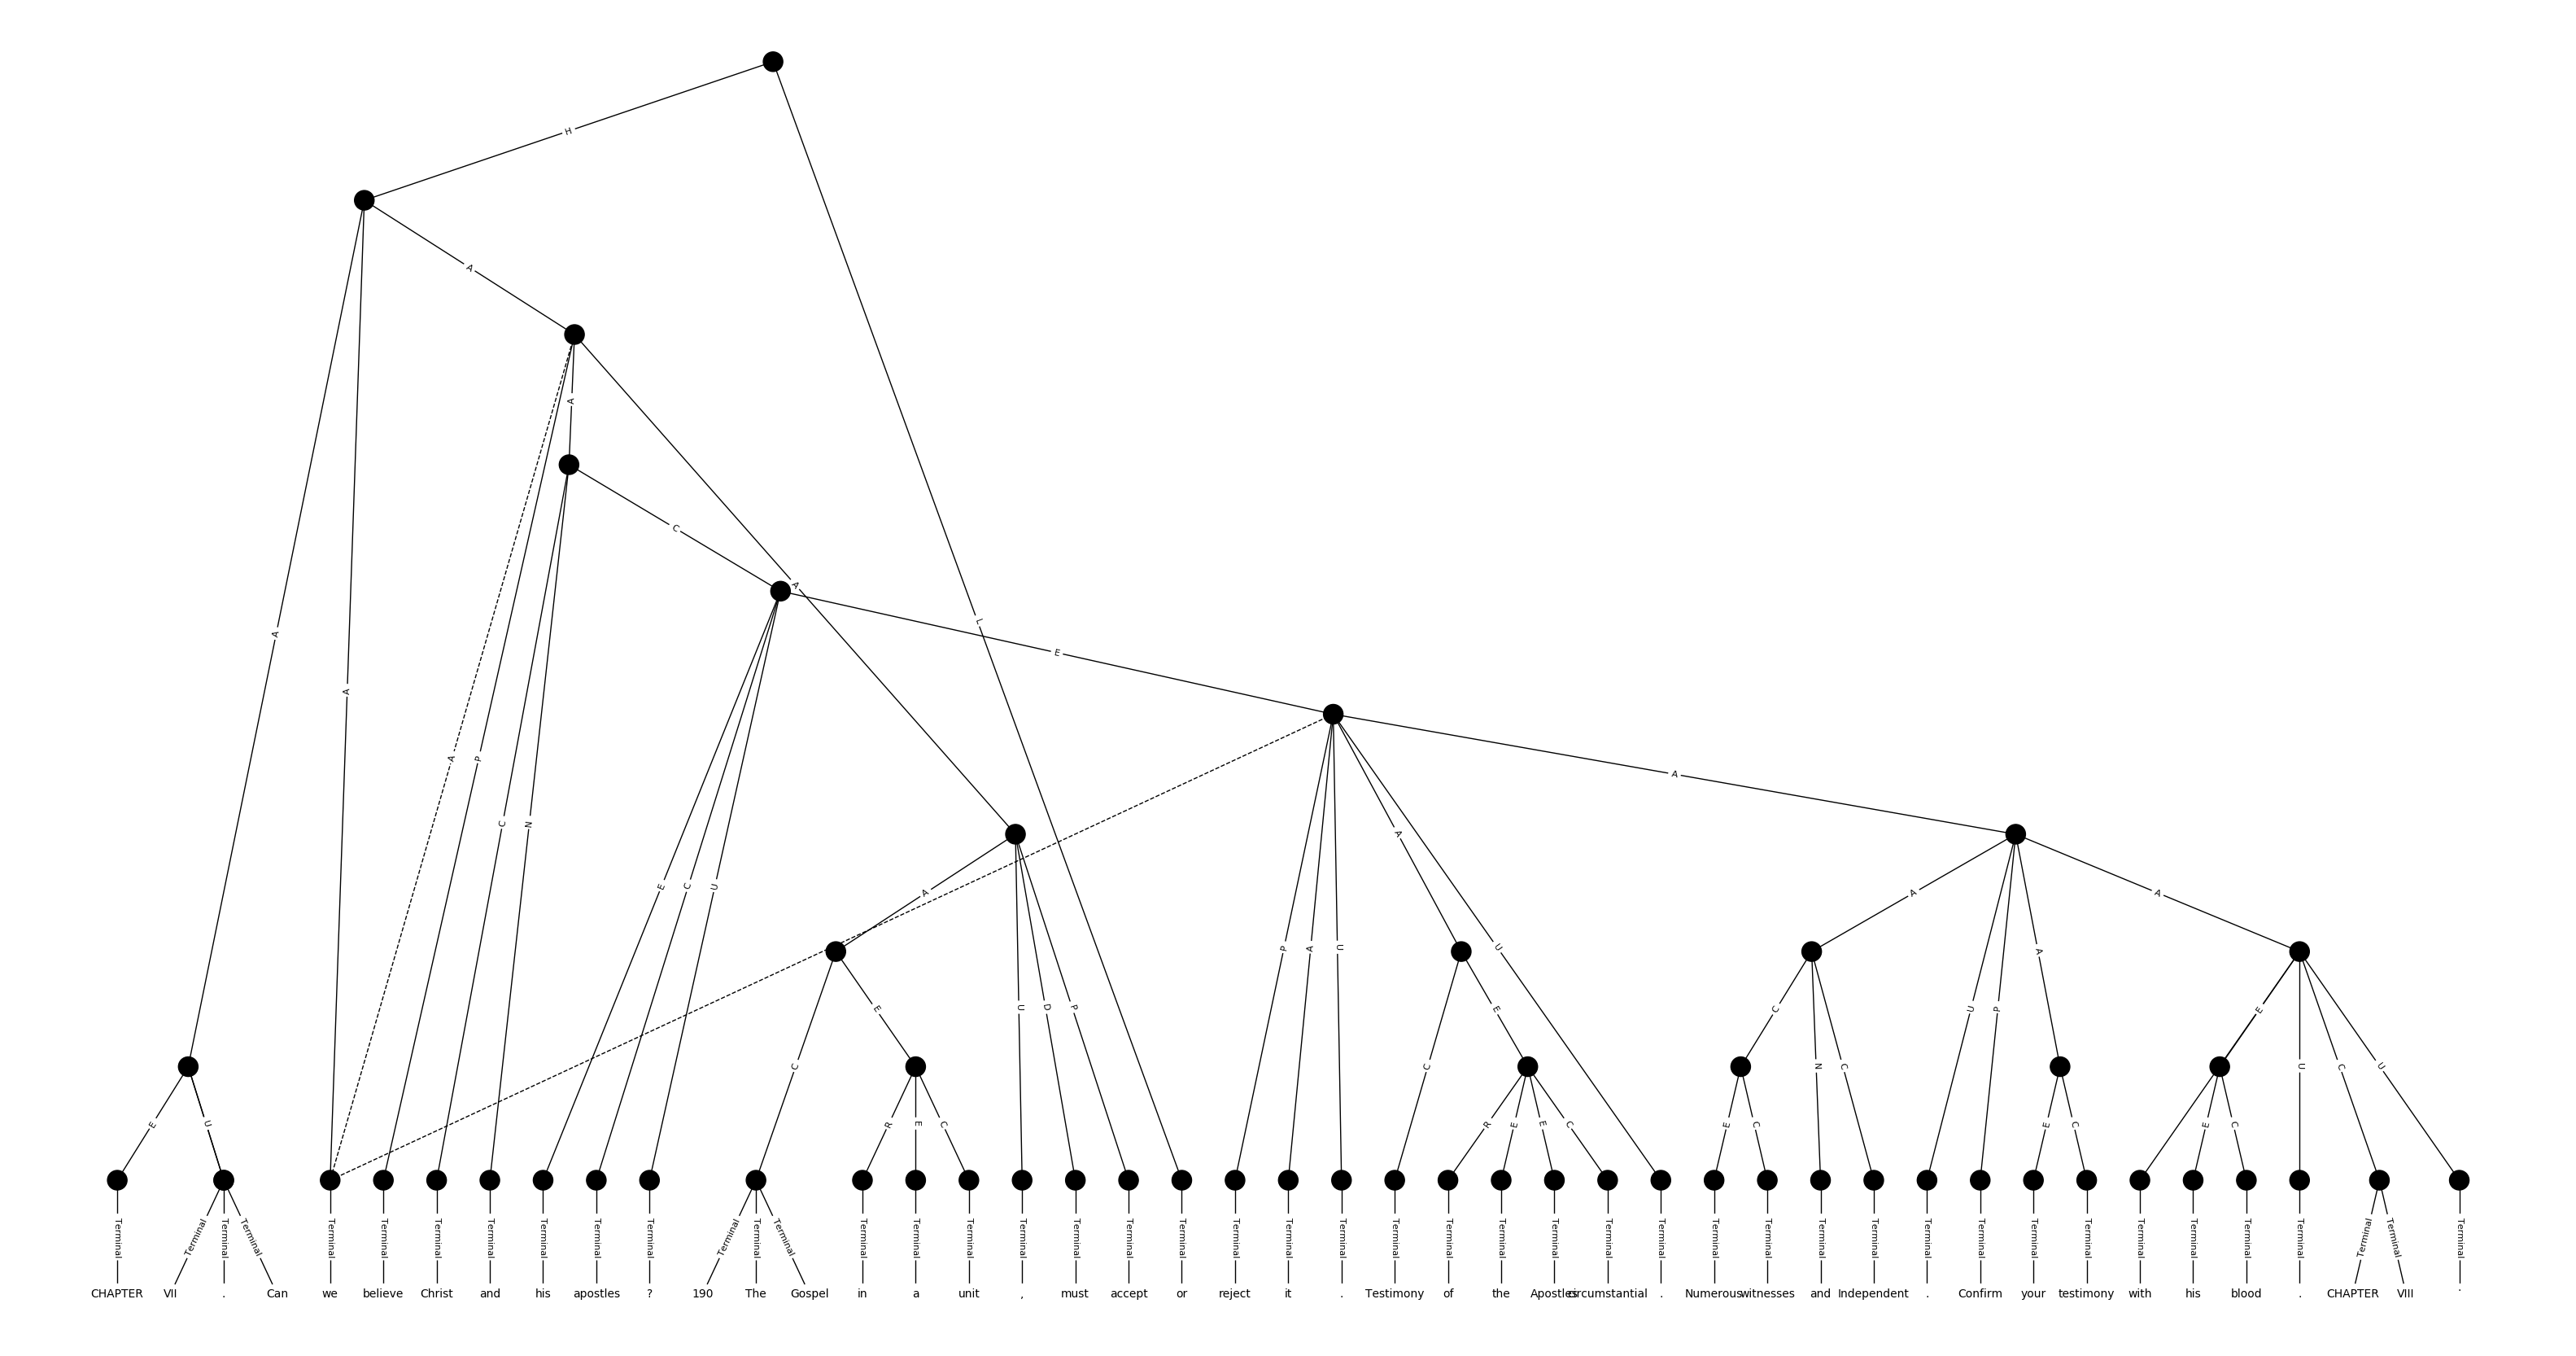 H
A
A
A
C
A
L
A
E
A
A
P
A
C
N
A
P
A
U
E
C
U
A
A
A
P
A
U
U
A
C
E
U
D
P
E
C
U
P
A
E
C
C
E
R
E
C
C
N
C
U
C
U
E
U
R
E
E
C
E
C
E
C
E
C
Terminal Terminal Terminal Terminal Terminal Terminal Terminal Terminal Terminal Terminal Terminal Terminal Terminal Terminal Terminal Terminal Terminal Terminal Terminal Terminal Terminal Terminal Terminal Terminal Terminal Terminal Terminal Terminal Terminal Terminal Terminal Terminal Terminal Terminal Terminal Terminal Terminal Terminal Terminal Terminal Terminal Terminal Terminal Terminal Terminal
CHAPTER VII . Can we believe Christ and his apostles ? 190 The Gospel in a unit , must accept or reject it . Testimony of the Apostles circumstantial . Numerous witnesses and Independent . Confirm your testimony with his blood . CHAPTER VIII .